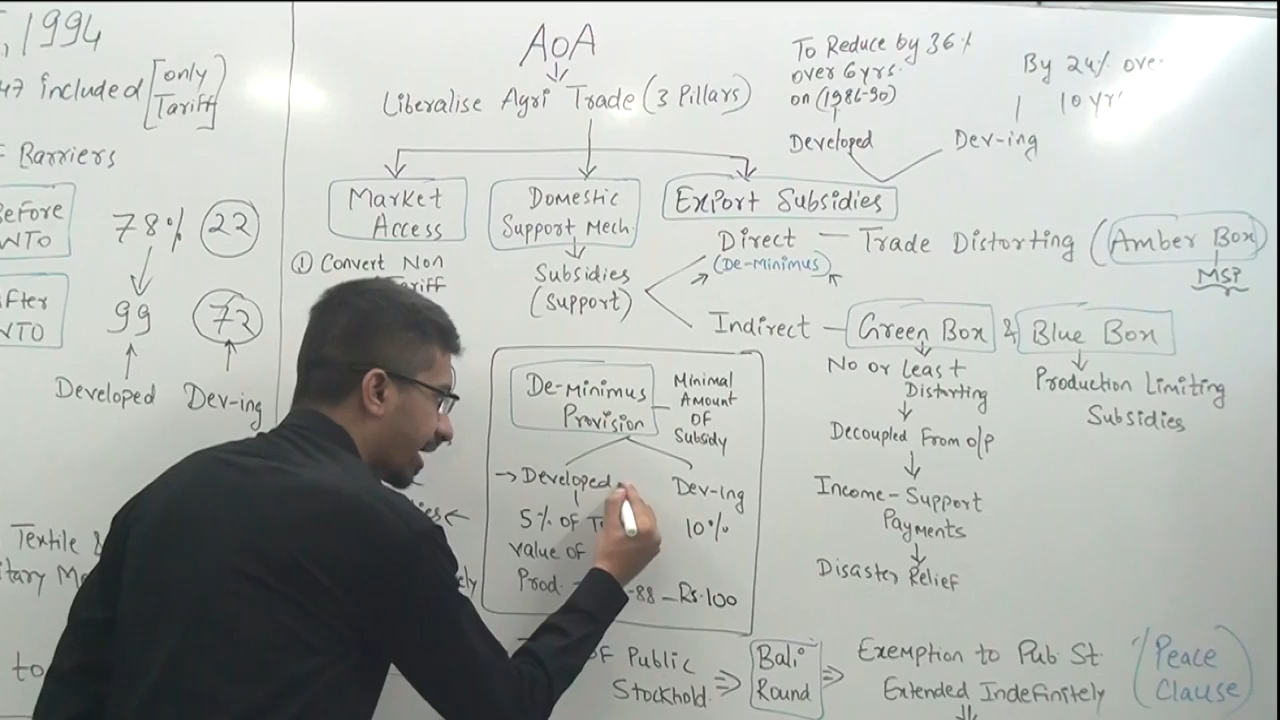 1994
47 included [only
Tariff]
Barriers
Before
WTO
78%
22
After
WTO
99
72
Developed
Dev-ing
Textile &
to
AoA
Liberalise Agri Trade (3 Pillars)
To Reduce by 36%
over 6yrs.
on (1986-90)
Developed
By 24% ove
10 yr
Dev-ing
Market
Access
① Convert Non
Domestic
Support Mech.
Subsidies
(Support)
Export Subsidies
Direct — Trade Distorting (Amber Box)
(De-Minimus)
MSP
Indirect — Green Box & Blue Box
No or Least
Distorting
Decoupled From O/P
Income-Support
Payments
Disaster Relief
Production Limiting
Subsidies
De-Minimus
Provision
Minimal
Amount
OF
Subsidy
→ Developed
5% OF
value of
Prod.
-88 — Rs.100
Dev-ing
10%
OF Public
Stockhold. ⇒
Bali
Round ⇒
Exemption to Pub St.
Extended Indefinitely
(Peace
Clause)